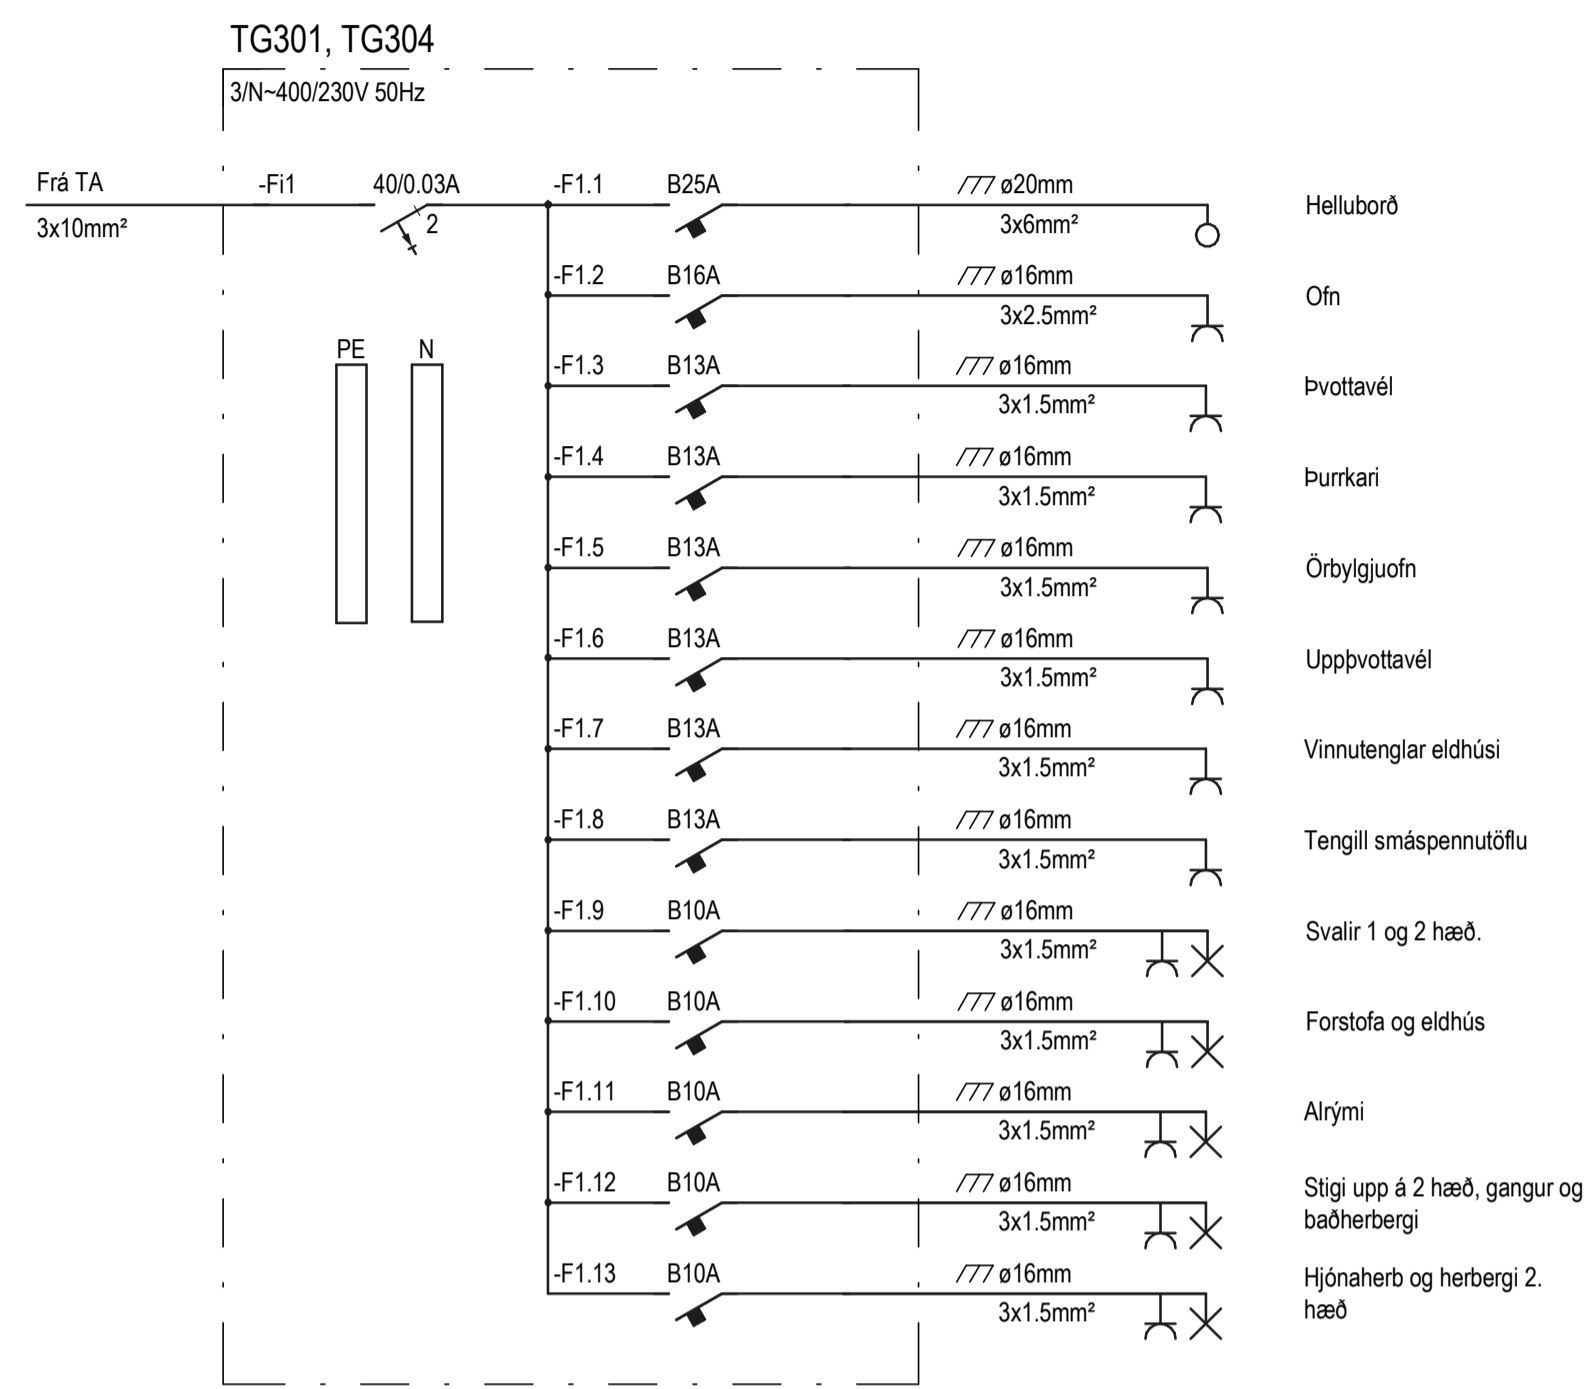 TG301, TG304
3/N~400/230V 50Hz
Frá TA
3x10mm²
-Fi1
40/0.03A
2
PE
N
-F1.1 B25A ø20mm
3x6mm²
Helluborð
-F1.2 B16A ø16mm
3x2.5mm²
Ofn
-F1.3 B13A ø16mm
3x1.5mm²
Þvottavél
-F1.4 B13A ø16mm
3x1.5mm²
Þurrkari
-F1.5 B13A ø16mm
3x1.5mm²
Örbylgjuofn
-F1.6 B13A ø16mm
3x1.5mm²
Uppþvottavél
-F1.7 B13A ø16mm
3x1.5mm²
Vinnutenglar eldhúsi
-F1.8 B13A ø16mm
3x1.5mm²
Tengill smáspennutöflu
-F1.9 B10A ø16mm
3x1.5mm²
Svalir 1 og 2 hæð.
-F1.10 B10A ø16mm
3x1.5mm²
Forstofa og eldhús
-F1.11 B10A ø16mm
3x1.5mm²
Alrými
-F1.12 B10A ø16mm
3x1.5mm²
Stigi upp á 2 hæð, gangur og
baðherbergi
-F1.13 B10A ø16mm
3x1.5mm²
Hjónaherb og herbergi 2.
hæð